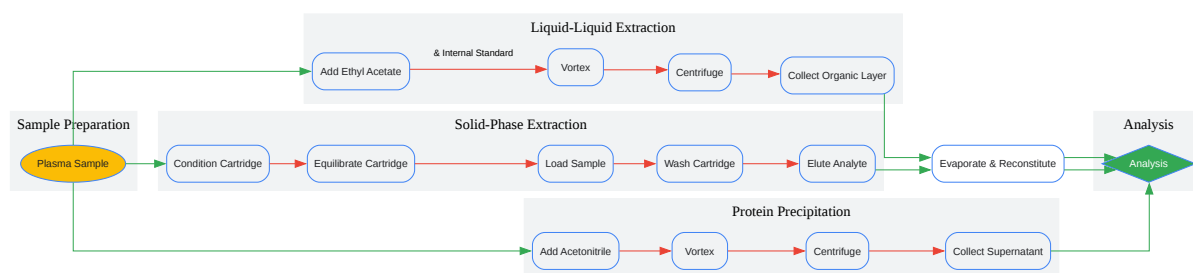 Liquid-Liquid Extraction
Add Ethyl Acetate
& Internal Standard
Vortex
Centrifuge
Collect Organic Layer
Sample Preparation
Plasma Sample
Solid-Phase Extraction
Condition Cartridge
Equilibrate Cartridge
Load Sample
Wash Cartridge
Elute Analyte
Evaporate & Reconstitute
Analysis
Analysis
Protein Precipitation
Add Acetonitrile
Vortex
Centrifuge
Collect Supernatant